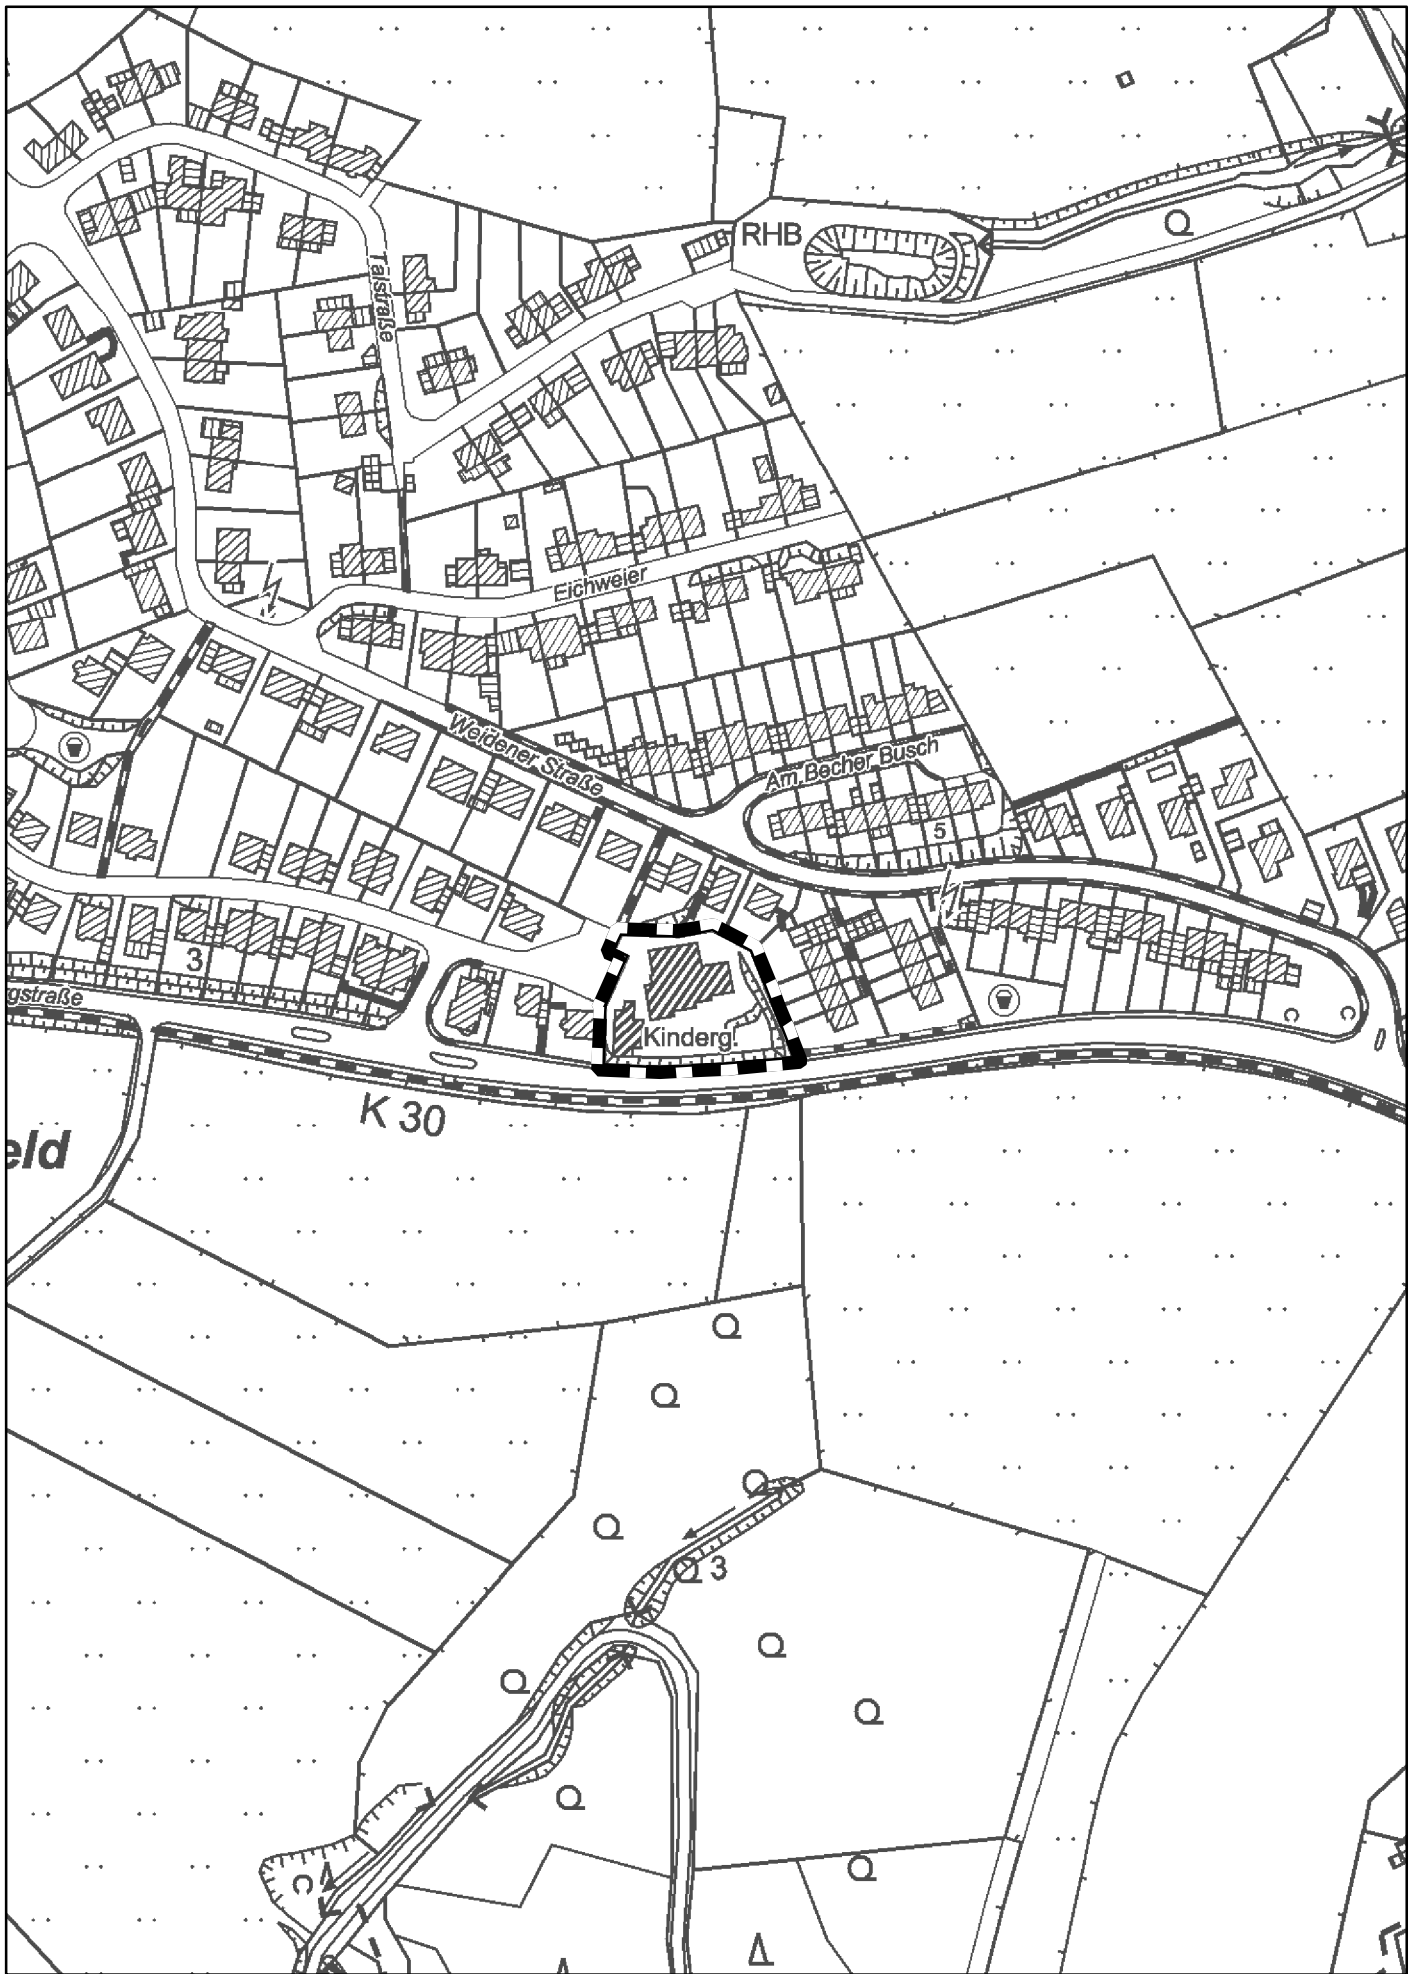 RHB
Talstraße
Eichweier
Weidener Straße
Am Becher Busch
5
3
gstraße
Kinderg.
K 30
eld
3